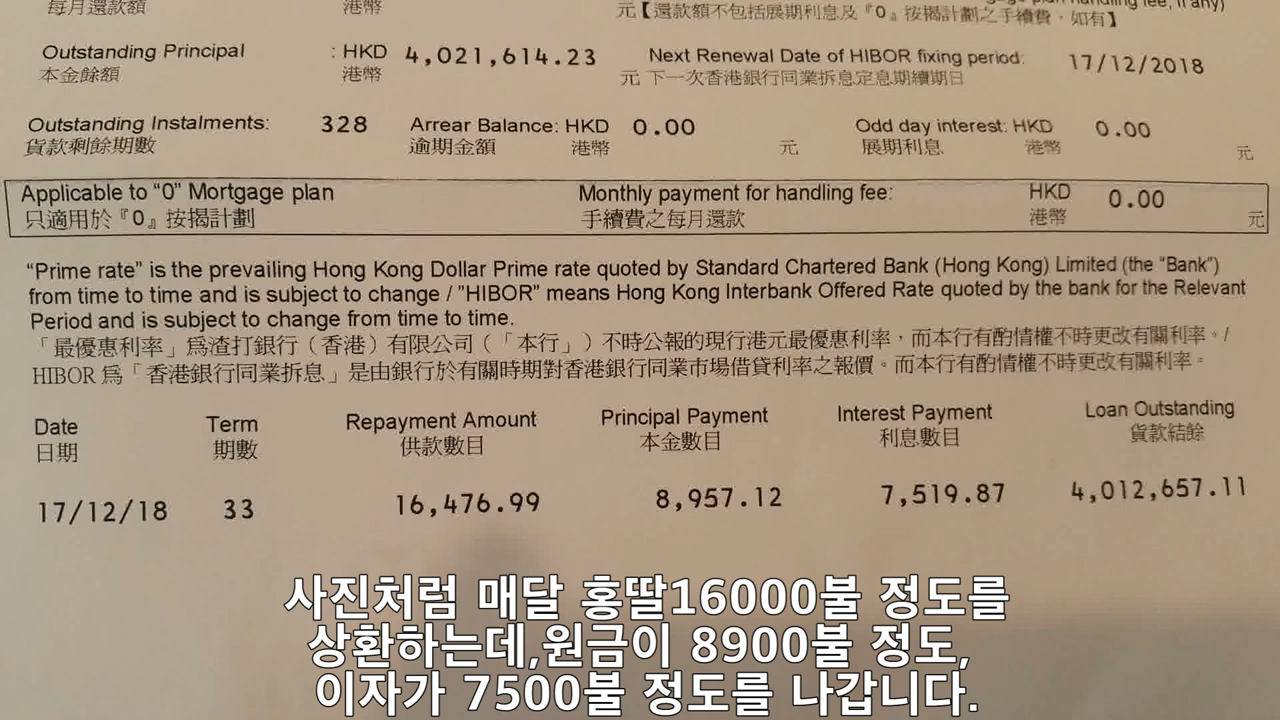 gage plan handling fee, if any)
每月還款額 港幣 元【還款額不包括展期利息及『0』按揭計劃之手續費，如有】
Outstanding Principal : HKD 4,021,614.23 Next Renewal Date of HIBOR fixing period: 17/12/2018
本金餘額 港幣 元 下一次香港銀行同業拆息定息期續期日
Outstanding Instalments: 328 Arrear Balance: HKD 0.00 Odd day interest: HKD 0.00
貨款剩餘期數 逾期金額 港幣 元 展期利息 港幣 元
Applicable to “0” Mortgage plan Monthly payment for handling fee: HKD 0.00
只適用於『0』按揭計劃 手續費之每月還款 港幣 元
“Prime rate” is the prevailing Hong Kong Dollar Prime rate quoted by Standard Chartered Bank (Hong Kong) Limited (the “Bank”)
from time to time and is subject to change / "HIBOR" means Hong Kong Interbank Offered Rate quoted by the bank for the Relevant
Period and is subject to change from time to time.
「最優惠利率」爲渣打銀行（香港）有限公司（「本行」）不時公報的現行港元最優惠利率，而本行有酌情權不時更改有關利率。/
HIBOR 爲「香港銀行同業拆息」是由銀行於有關時期對香港銀行同業市場借貸利率之報價。而本行有酌情權不時更改有關利率。
Date Term Repayment Amount Principal Payment Interest Payment Loan Outstanding
日期 期數 供款數目 本金數目 利息數目 貨款結餘
17/12/18 33 16,476.99 8,957.12 7,519.87 4,012,657.11
사진처럼 매달 홍딸16000불 정도를
상환하는데,원금이 8900불 정도,
이자가 7500불 정도를 나갑니다.